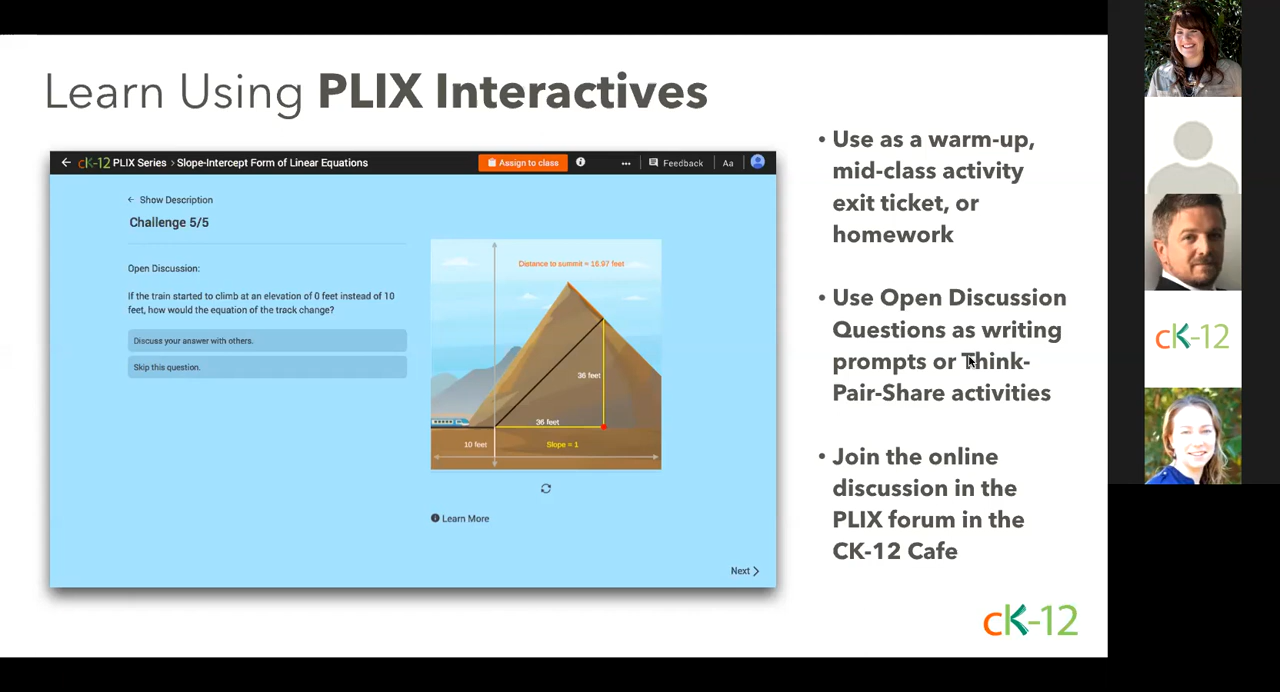 Learn Using PLIX Interactives
cK-12 PLIX Series > Slope-Intercept Form of Linear Equations
Assign to class
Feedback
Aa
← Show Description
Challenge 5/5
Open Discussion:
If the train started to climb at an elevation of 0 feet instead of 10
feet, how would the equation of the track change?
Discuss your answer with others.
Skip this question.
Distance to summit = 16.97 feet
36 feet
36 feet
10 feet
Slope = 1
Learn More
Next >
• Use as a warm-up,
mid-class activity
exit ticket, or
homework
• Use Open Discussion
Questions as writing
prompts or Think-
Pair-Share activities
• Join the online
discussion in the
PLIX forum in the
CK-12 Cafe
cK-12
cK-12